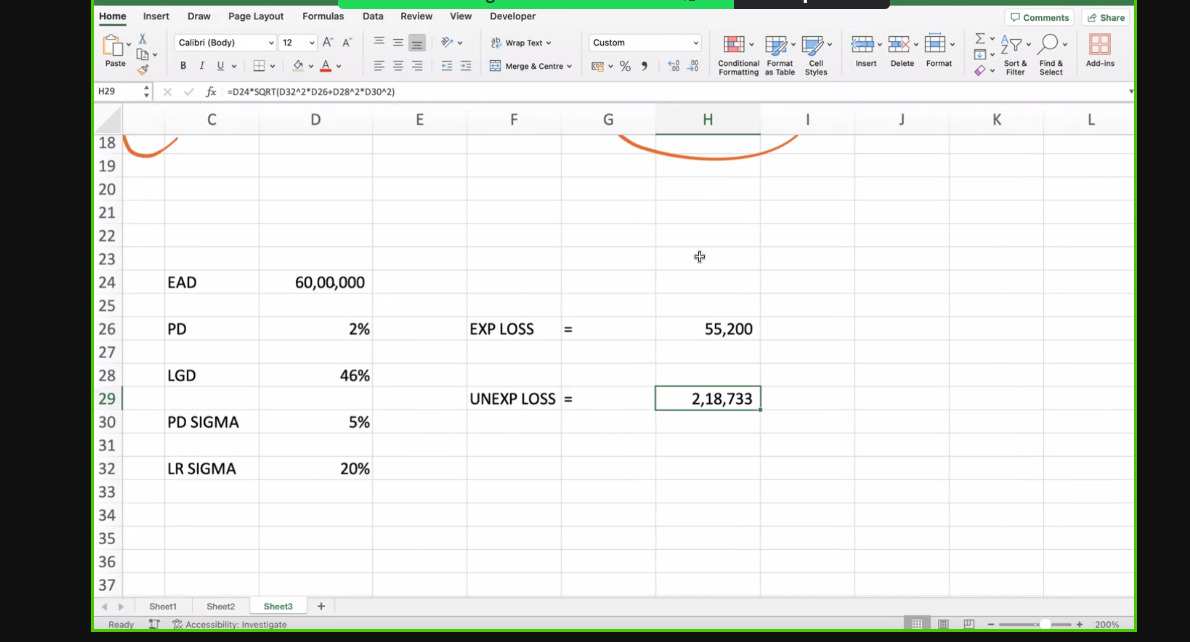 Home Insert Draw Page Layout Formulas Data Review View Developer Comments Share
Paste Calibri (Body) 12 A A Wrap Text Custom
B I U A Merge & Centre % Conditional Formatting Format as Table Cell Styles Insert Delete Format Sort & Filter Find & Select Add-ins
H29 fx =D24*SQRT(D32^2*D26+D28^2*D30^2)
C D E F G H I J K L
18
19
20
21
22
23
24 EAD 60,00,000
25
26 PD 2% EXP LOSS = 55,200
27
28 LGD 46%
29 UNEXP LOSS = 2,18,733
30 PD SIGMA 5%
31
32 LR SIGMA 20%
33
34
35
36
37
Sheet1 Sheet2 Sheet3 +
Ready Accessibility: Investigate 200%